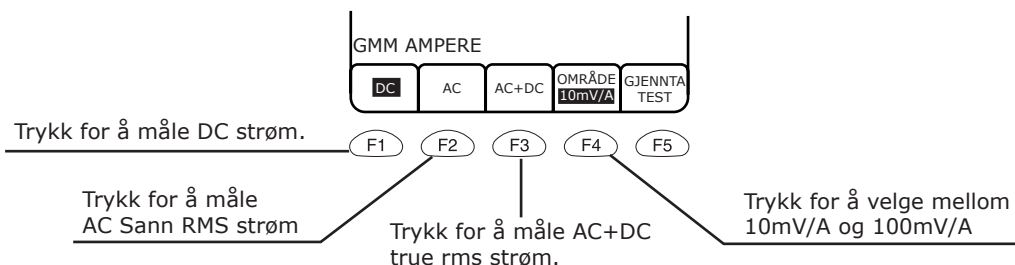 GMM AMPERE
DC
AC
AC+DC
OMRÅDE
10mV/A
GJENNTA
TEST
Trykk for å måle DC strøm.
F1
F2
F3
F4
F5
Trykk for å måle
AC Sann RMS strøm
Trykk for å måle AC+DC
true rms strøm.
Trykk for å velge mellom
10mV/A og 100mV/A